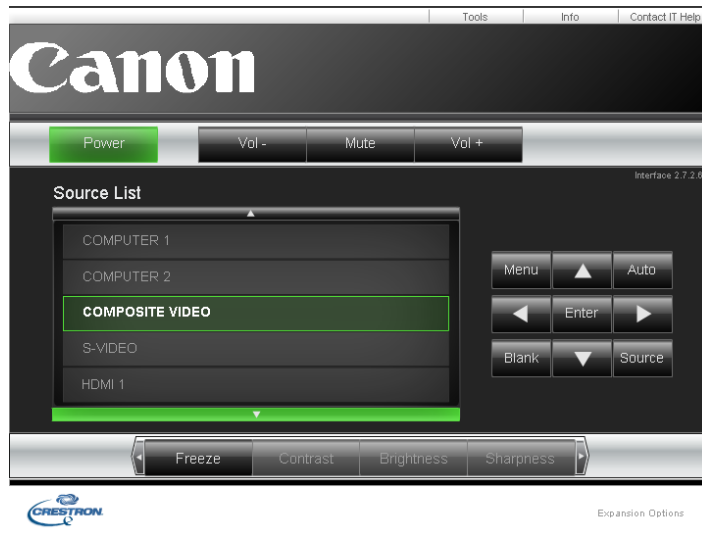 Tools Info Contact IT Help
Canon
Power Vol - Mute Vol +
Interface 2.7.2.6
Source List
COMPUTER 1
COMPUTER 2
COMPOSITE VIDEO
S-VIDEO
HDMI 1
Menu Auto
Enter
Blank Source
Freeze Contrast Brightness Sharpness
CRESTRON
Expansion Options